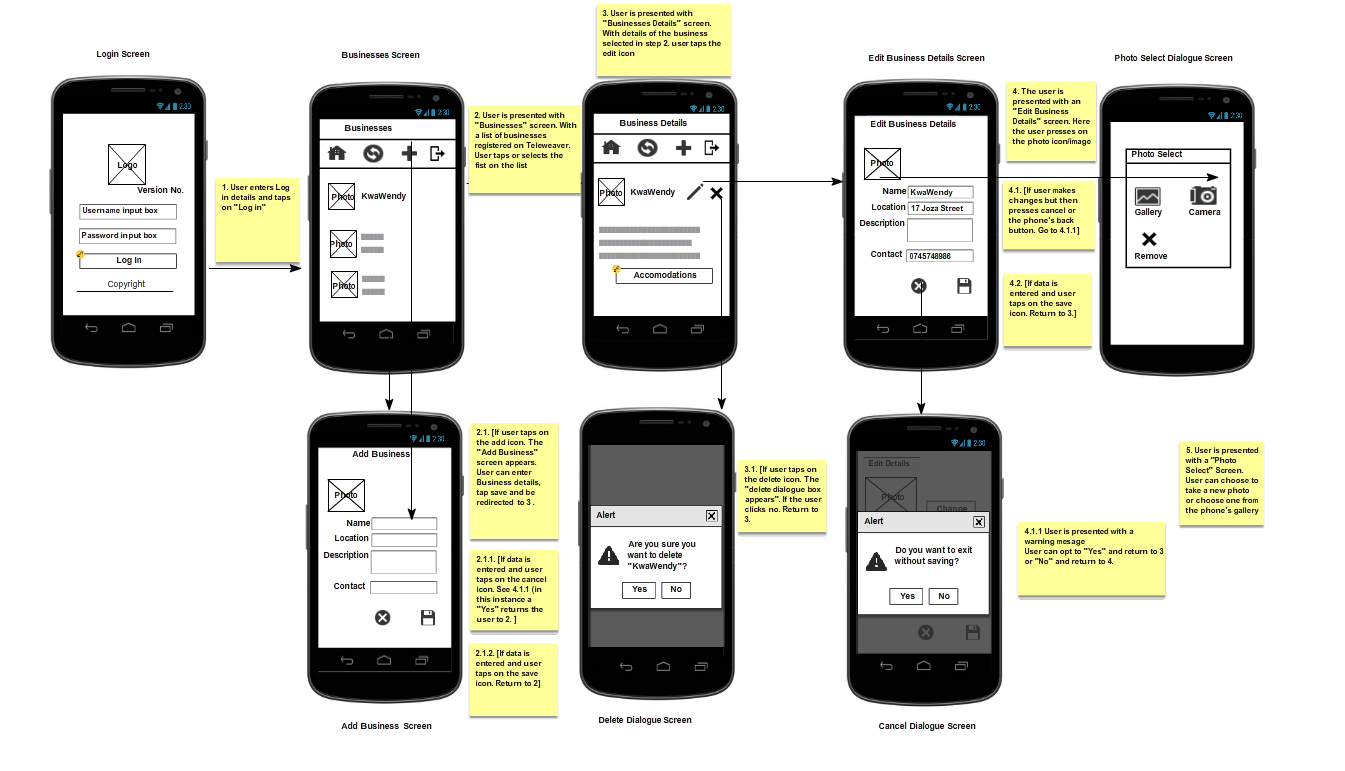 3. User is presented with
"Businesses Details" screen.
With details of the business
selected in step 2. user taps the
edit icon
Login Screen
Businesses Screen
Edit Business Details Screen
Photo Select Dialogue Screen
2:30
Logo
Version No.
Username input box
Password input box
Log In
Copyright
1. User enters Log
in details and taps
on "Log in"
2:30
Businesses
Photo
KwaWendy
Photo
Photo
2. User is presented with
"Businesses" screen. With
a list of businesses
registered on Teleweaver.
User taps or selects the
fist on the list
2:30
Business Details
Photo
KwaWendy
Accomodations
2:30
Edit Business Details
Photo
Name
KwaWendy
Location
17 Joza Street
Description
Contact
0745748986
4. The user is
presented with an
"Edit Business
Details" screen. Here
the user presses on
the photo icon/image
4.1. [If user makes
changes but then
presses cancel or
the phone's back
button. Go to 4.1.1]
4.2. [If data is
entered and user
taps on the save
icon. Return to 3.]
2:30
Photo Select
Gallery
Camera
Remove
2:30
Add Business
Photo
Name
Location
Description
Contact
2.1. [If user taps on
the add icon. The
"Add Business"
screen appears.
User can enter
Business details,
tap save and be
redirected to 3 .
2.1.1. [If data is
entered and user
taps on the cancel
icon. See 4.1.1 (in
this instance a
"Yes" returns the
user to 2. ]
2.1.2. [If data is
entered and user
taps on the save
icon. Return to 2]
Alert
Are you sure you
want to delete
"KwaWendy"?
Yes
No
3.1. [If user taps on
the delete icon. The
"delete dialogue box
appears". If the user
clicks no. Return to
3.
2:30
Edit Details
Photo
Change
Alert
Do you want to exit
without saving?
Yes
No
4.1.1 User is presented with a
warning mesage
User can opt to "Yes" and return to 3
or "No" and return to 4.
5. User is presented
with a "Photo
Select" Screen.
User can choose to
take a new photo
or choose one from
the phone's gallery
Add Business Screen
Delete Dialogue Screen
Cancel Dialogue Screen